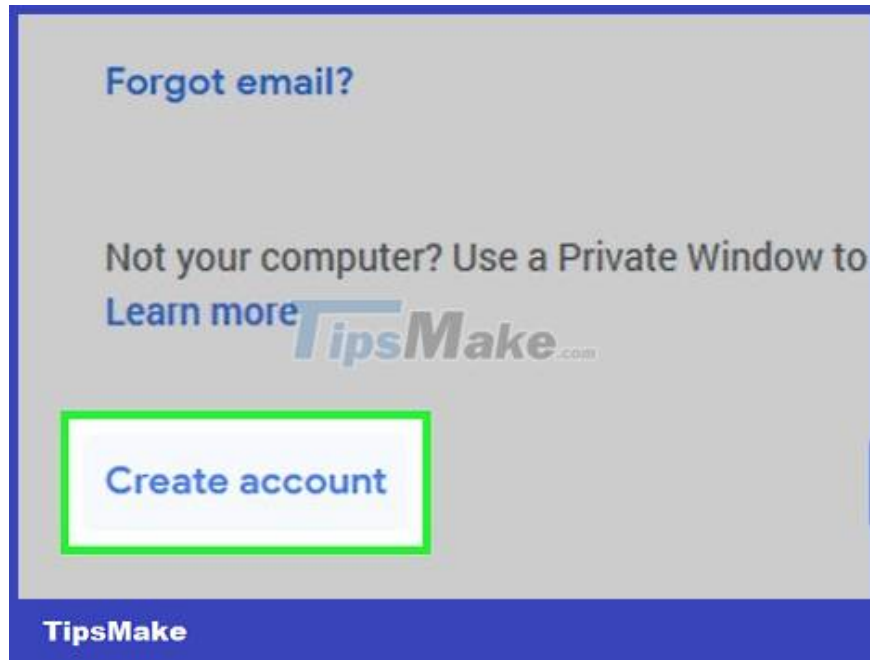 Forgot email?
Not your computer? Use a Private Window to
Learn more
TipsMake.com
Create account
TipsMake